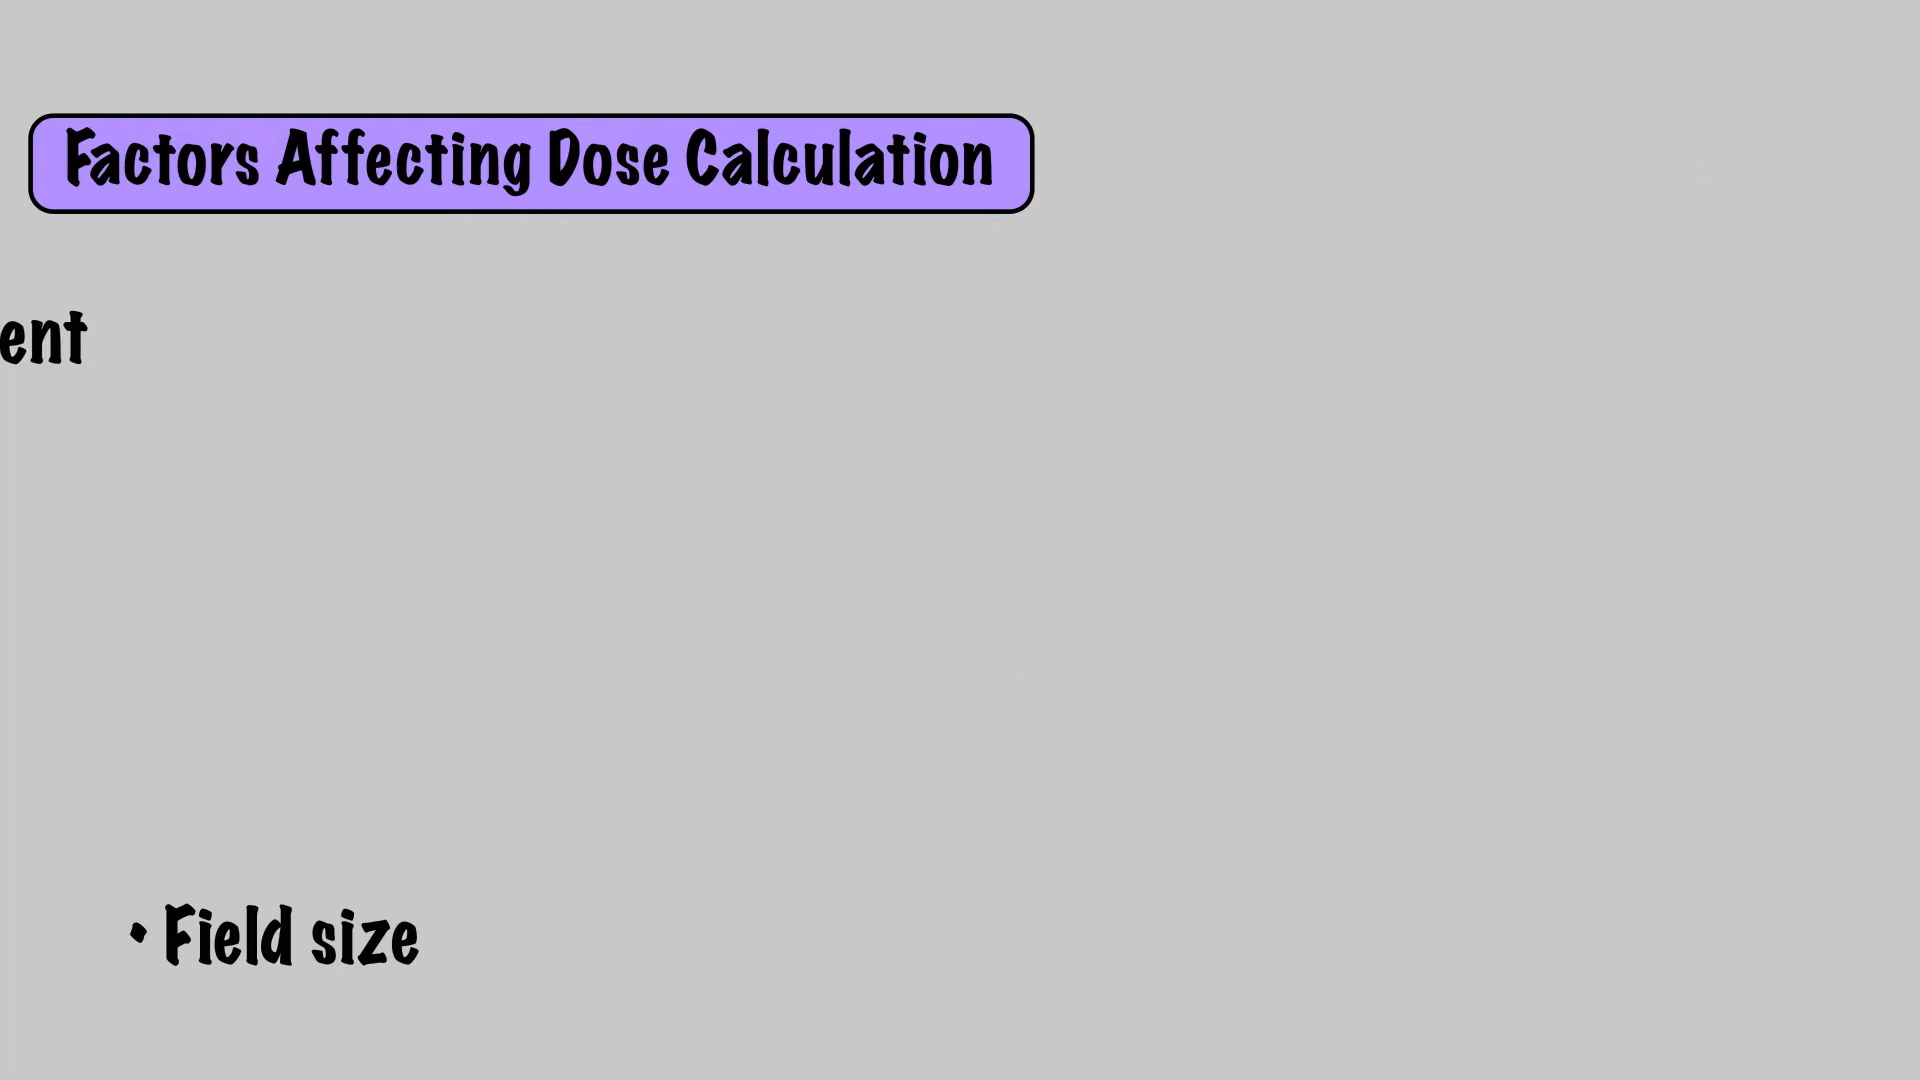 Factors Affecting Dose Calculation
ent
• Field size